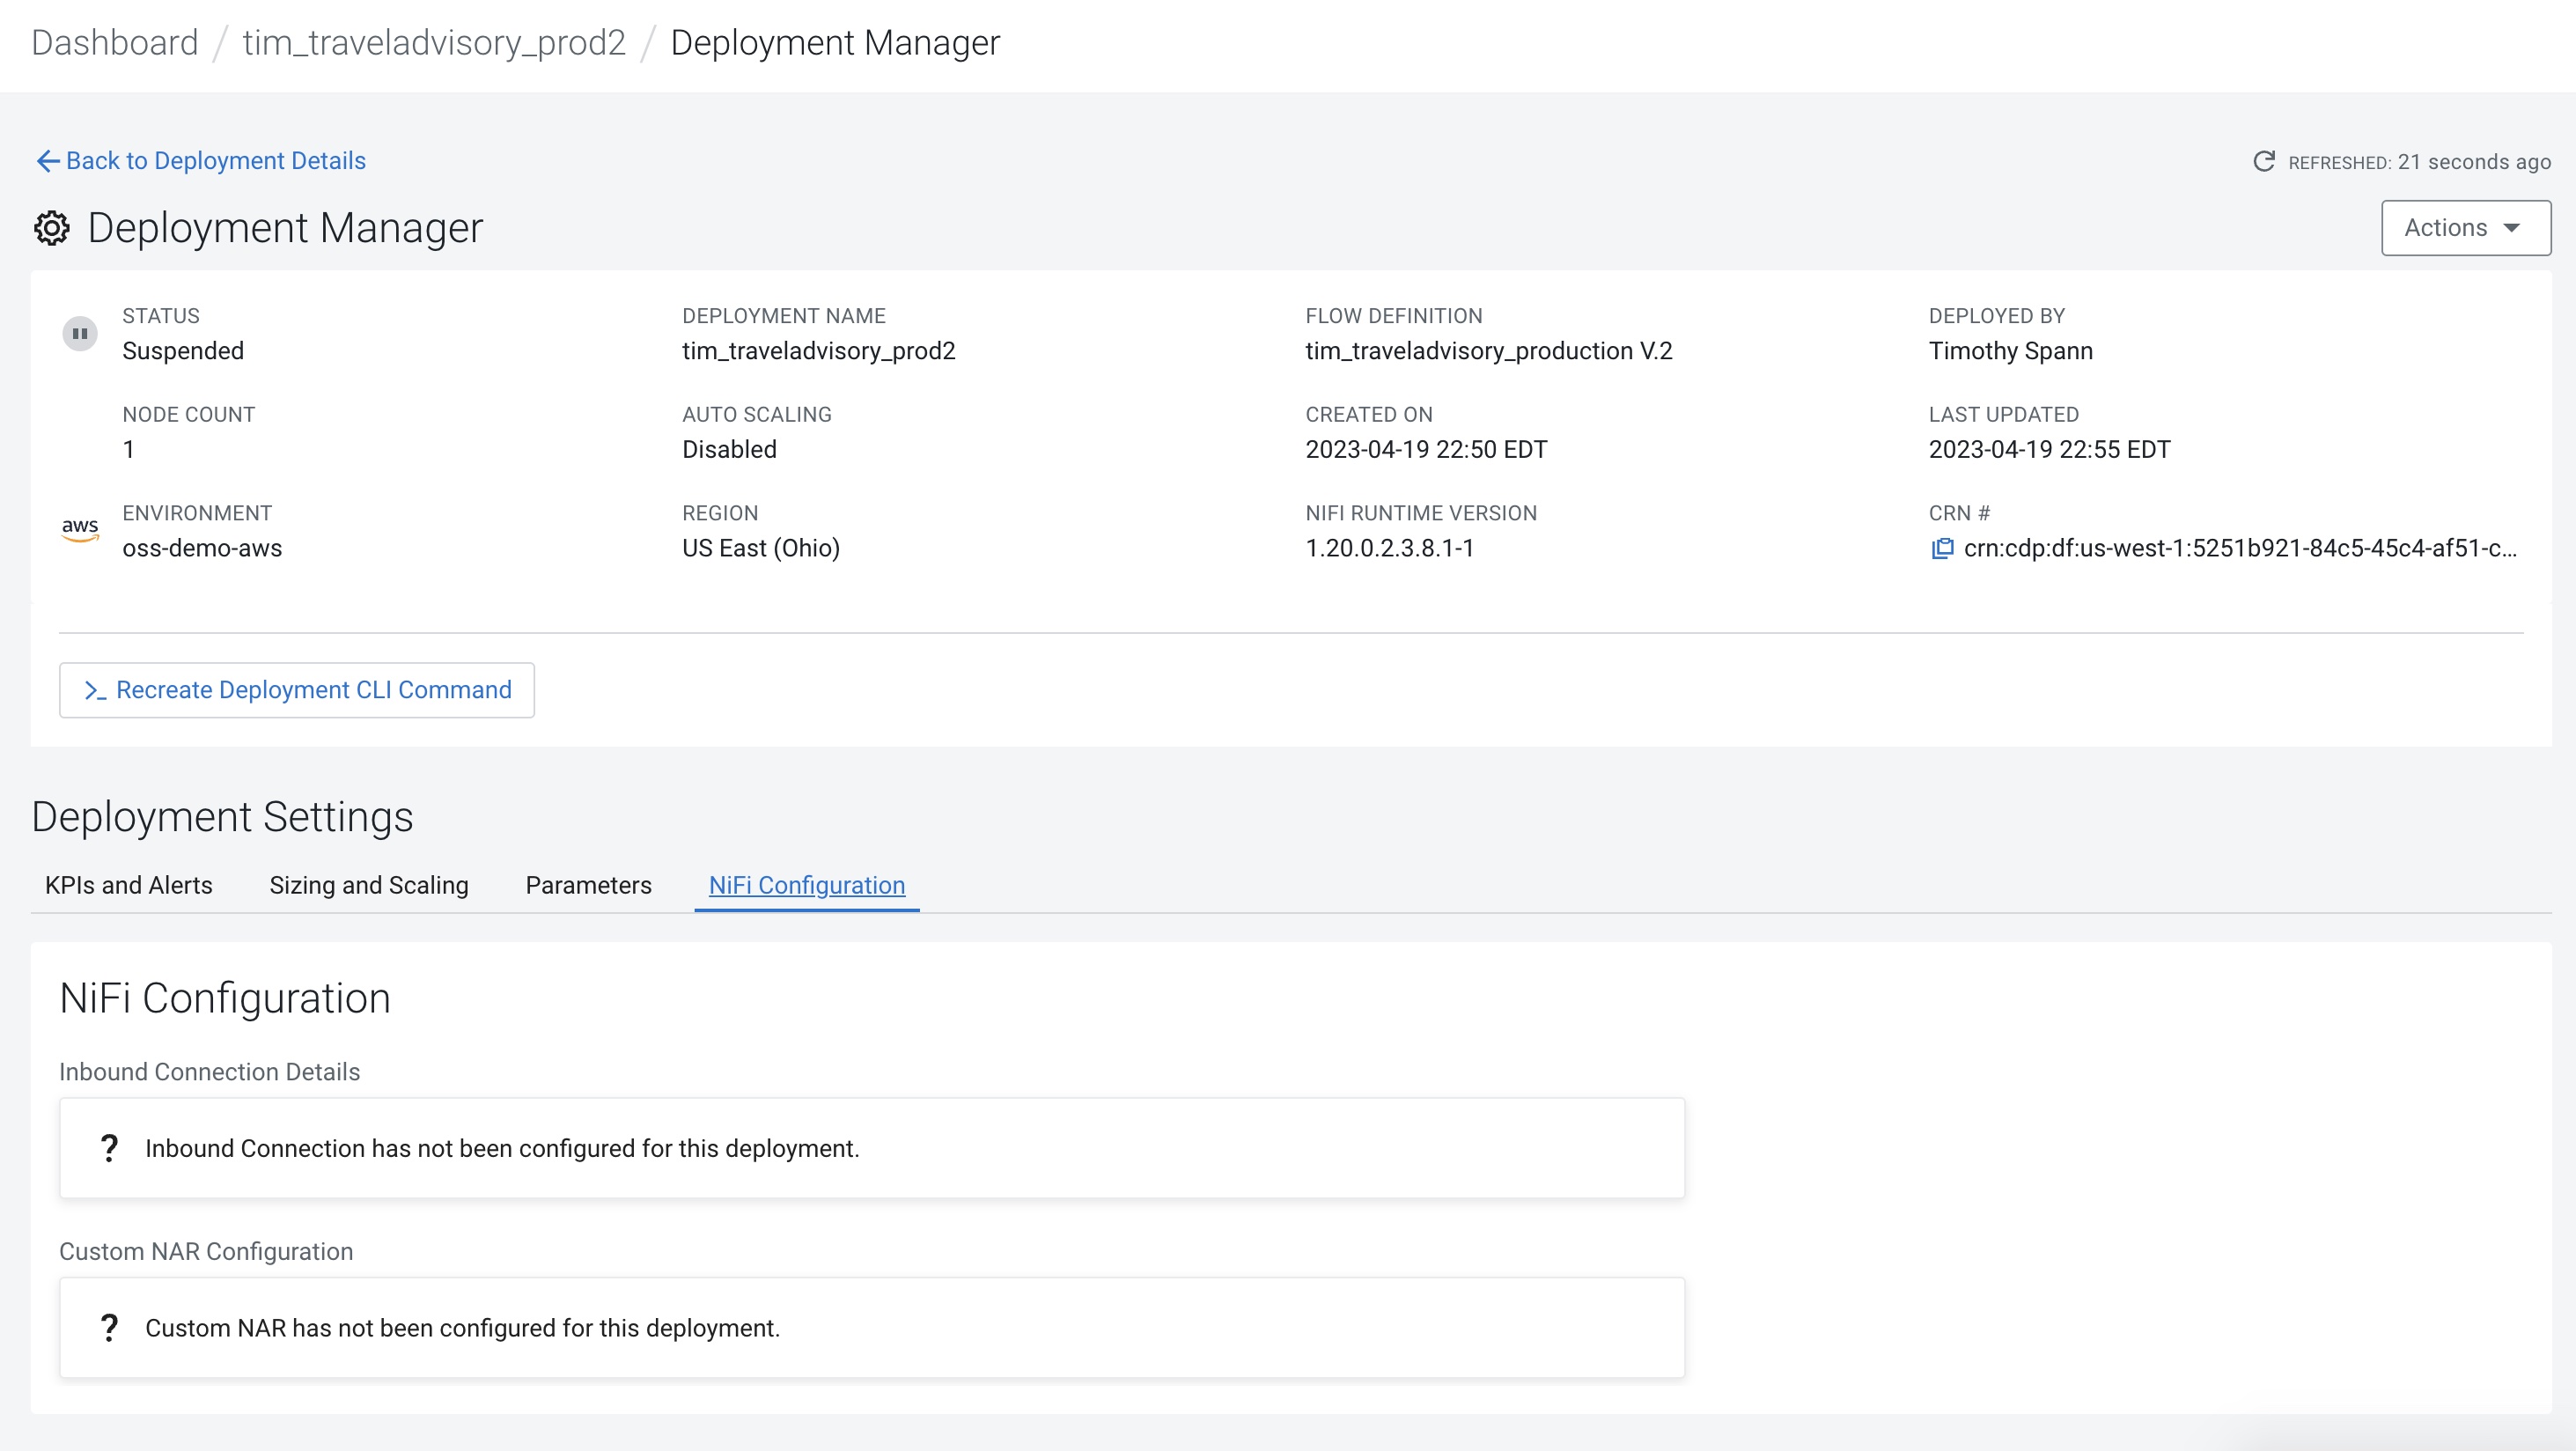 Dashboard / tim_traveladvisory_prod2 / Deployment Manager
Back to Deployment Details
REFRESHED: 21 seconds ago
Deployment Manager
Actions
STATUS
Suspended
DEPLOYMENT NAME
tim_traveladvisory_prod2
FLOW DEFINITION
tim_traveladvisory_production V.2
DEPLOYED BY
Timothy Spann
NODE COUNT
1
AUTO SCALING
Disabled
CREATED ON
2023-04-19 22:50 EDT
LAST UPDATED
2023-04-19 22:55 EDT
aws
ENVIRONMENT
oss-demo-aws
REGION
US East (Ohio)
NIFI RUNTIME VERSION
1.20.0.2.3.8.1-1
CRN #
crn:cdp:df:us-west-1:5251b921-84c5-45c4-af51-c...
>_ Recreate Deployment CLI Command
Deployment Settings
KPIs and Alerts
Sizing and Scaling
Parameters
NiFi Configuration
NiFi Configuration
Inbound Connection Details
? Inbound Connection has not been configured for this deployment.
Custom NAR Configuration
? Custom NAR has not been configured for this deployment.